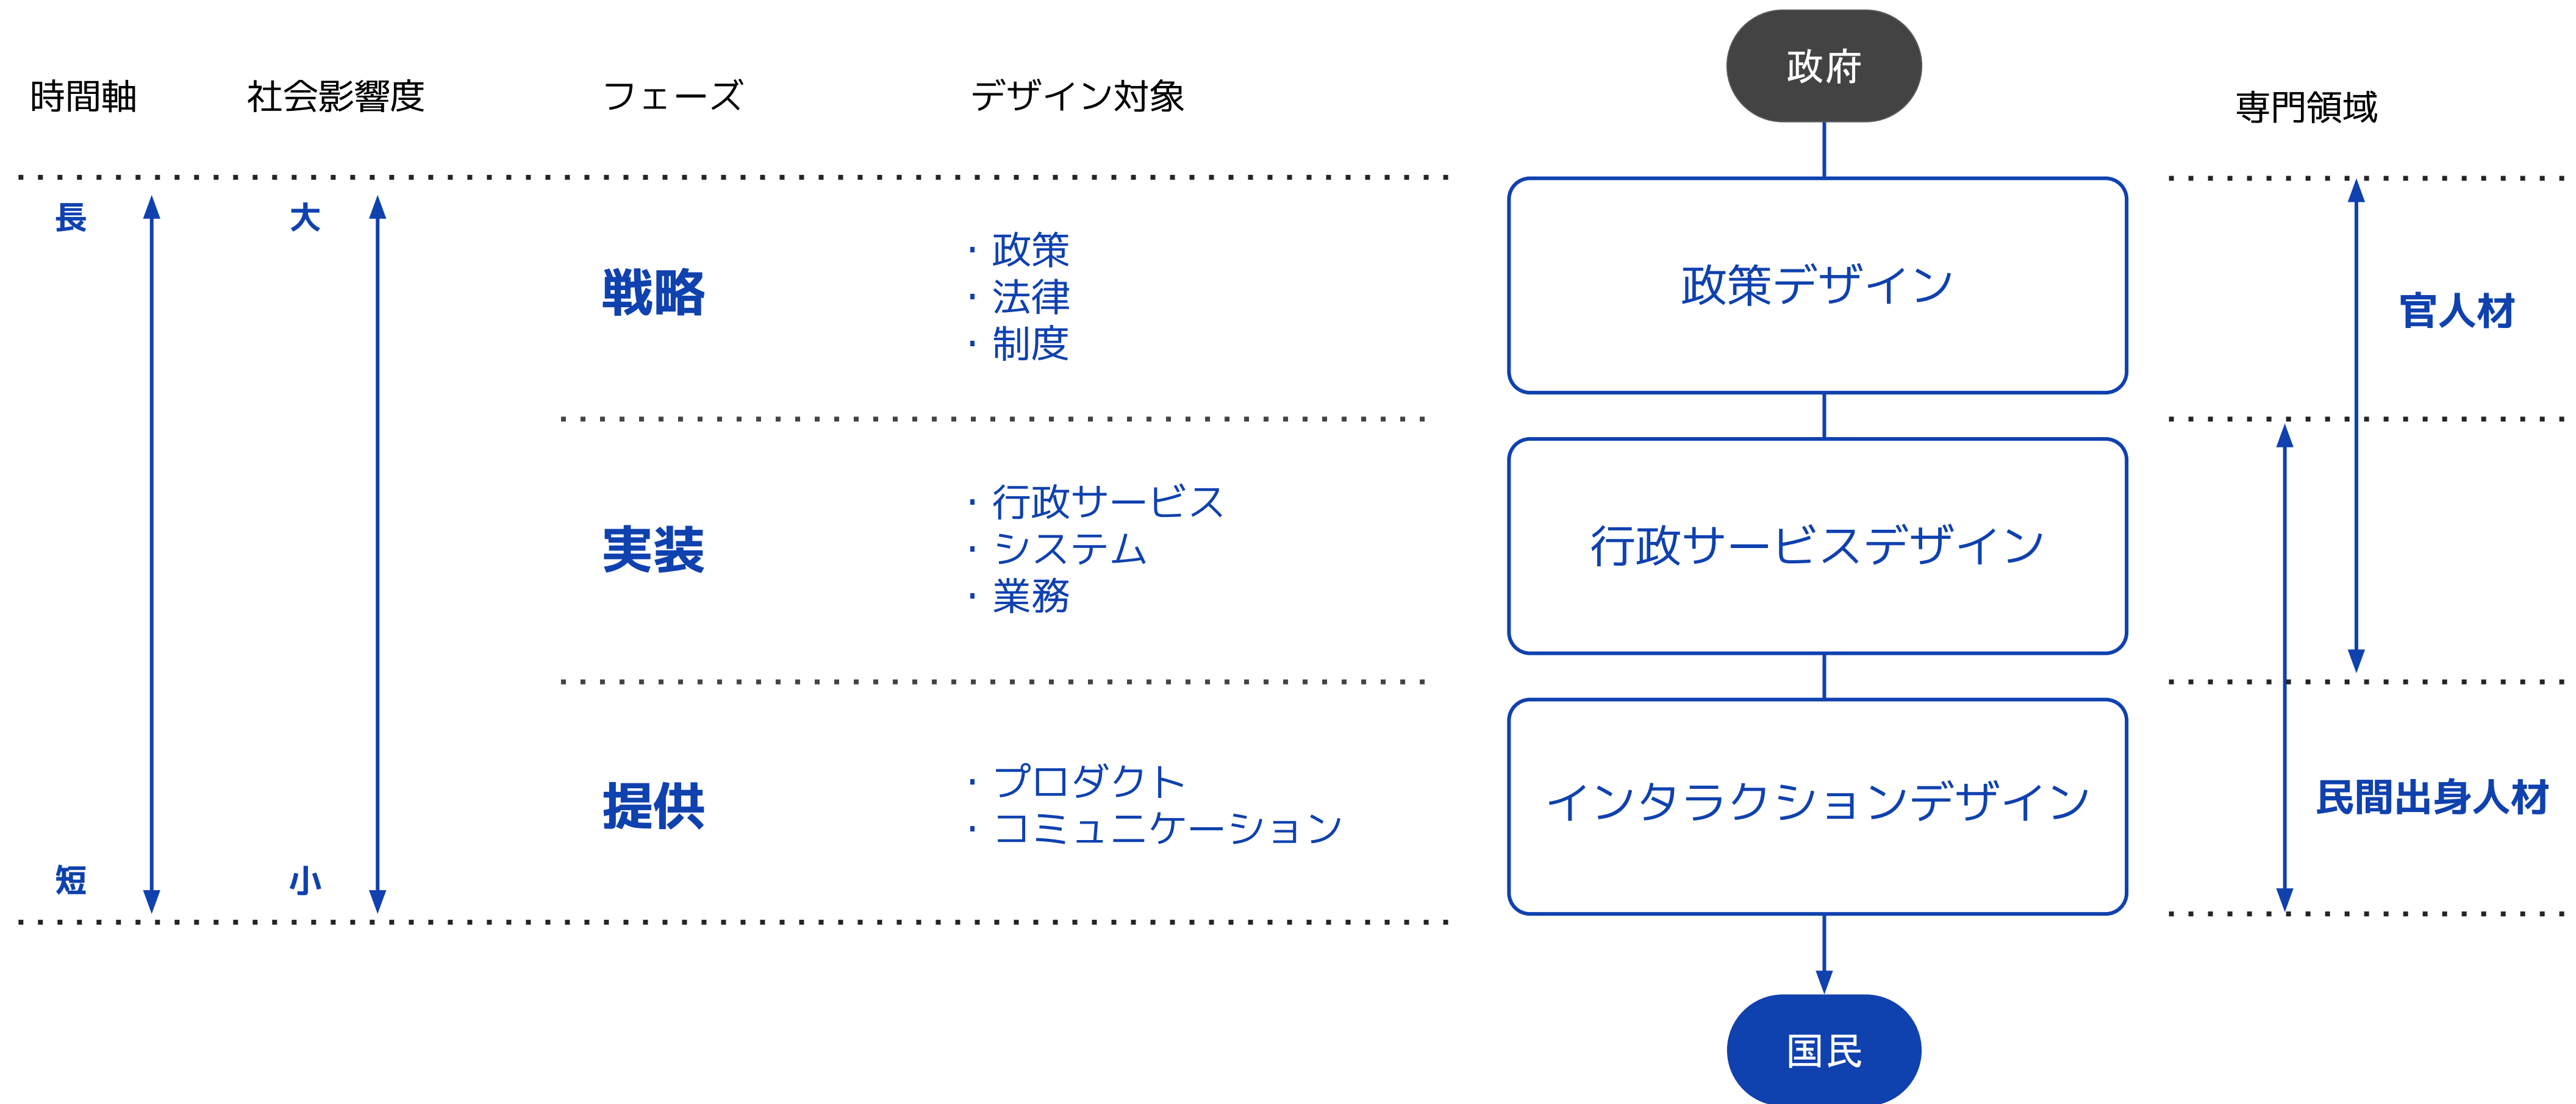 時間軸
社会影響度
フェーズ
デザイン対象
政府
専門領域
長
大
戦略
・政策
・法律
・制度
政策デザイン
官人材
実装
・行政サービス
・システム
・業務
行政サービスデザイン
提供
・プロダクト
・コミュニケーション
インタラクションデザイン
民間出身人材
短
小
国民